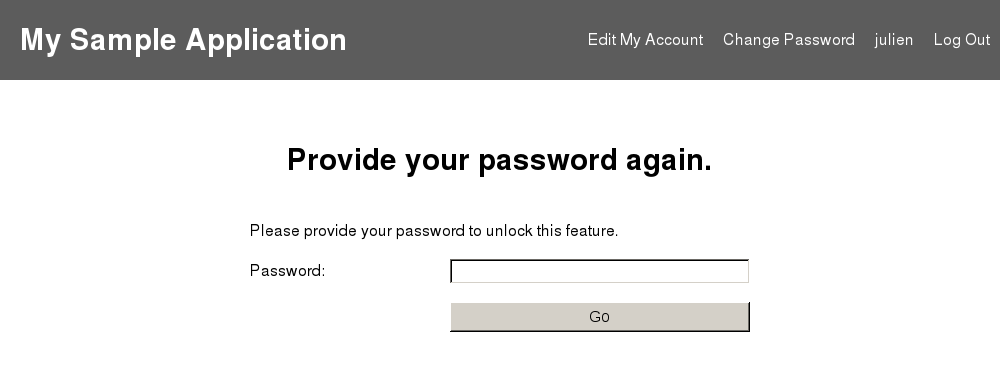 My Sample Application
Edit My Account Change Password julien Log Out
Provide your password again.
Please provide your password to unlock this feature.
Password:
Go